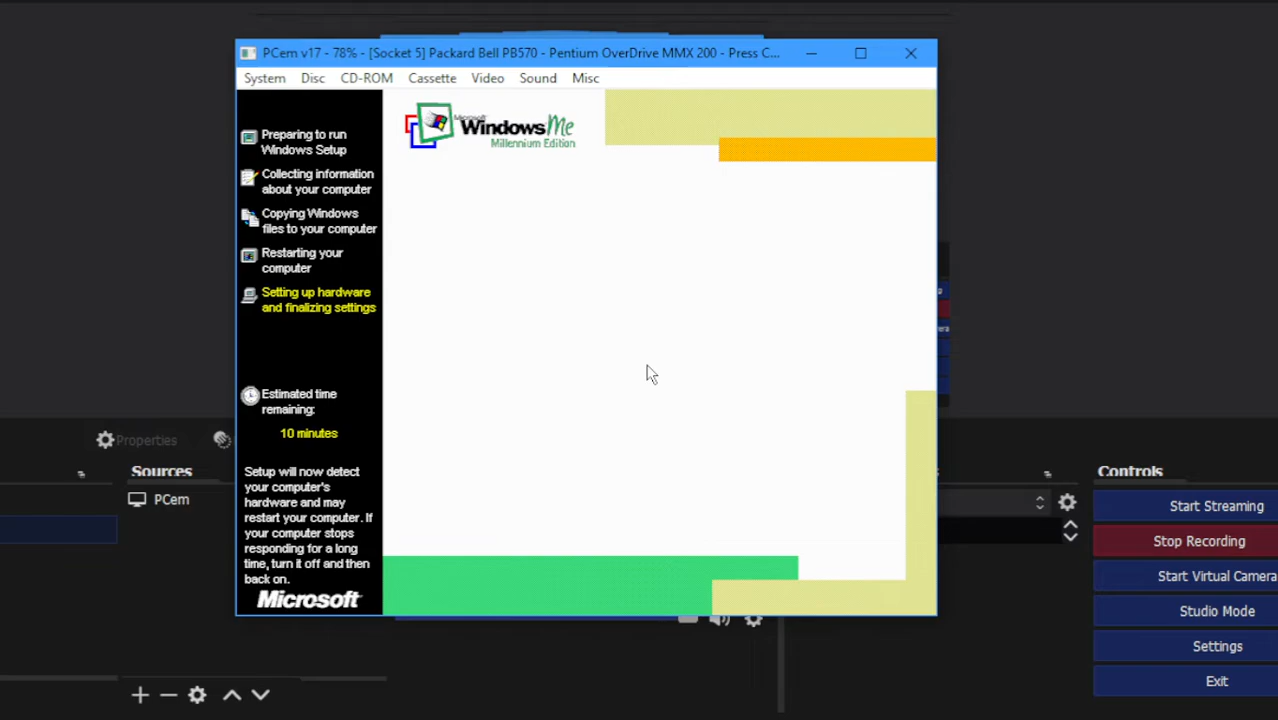 PCem v17 - 78% - [Socket 5] Packard Bell PB570 - Pentium OverDrive MMX 200 - Press C...
System Disc CD-ROM Cassette Video Sound Misc
Preparing to run
Windows Setup
Collecting information
about your computer
Copying Windows
files to your computer
Restarting your
computer
Setting up hardware
and finalizing settings
Estimated time
remaining:
10 minutes
Setup will now detect
your computer's
hardware and may
restart your computer. If
your computer stops
responding for a long
time, turn it off and then
back on.
Microsoft
Microsoft
Windows Me
Millennium Edition
Properties
Sources
PCem
Controls
Start Streaming
Stop Recording
Start Virtual Camera
Studio Mode
Settings
Exit